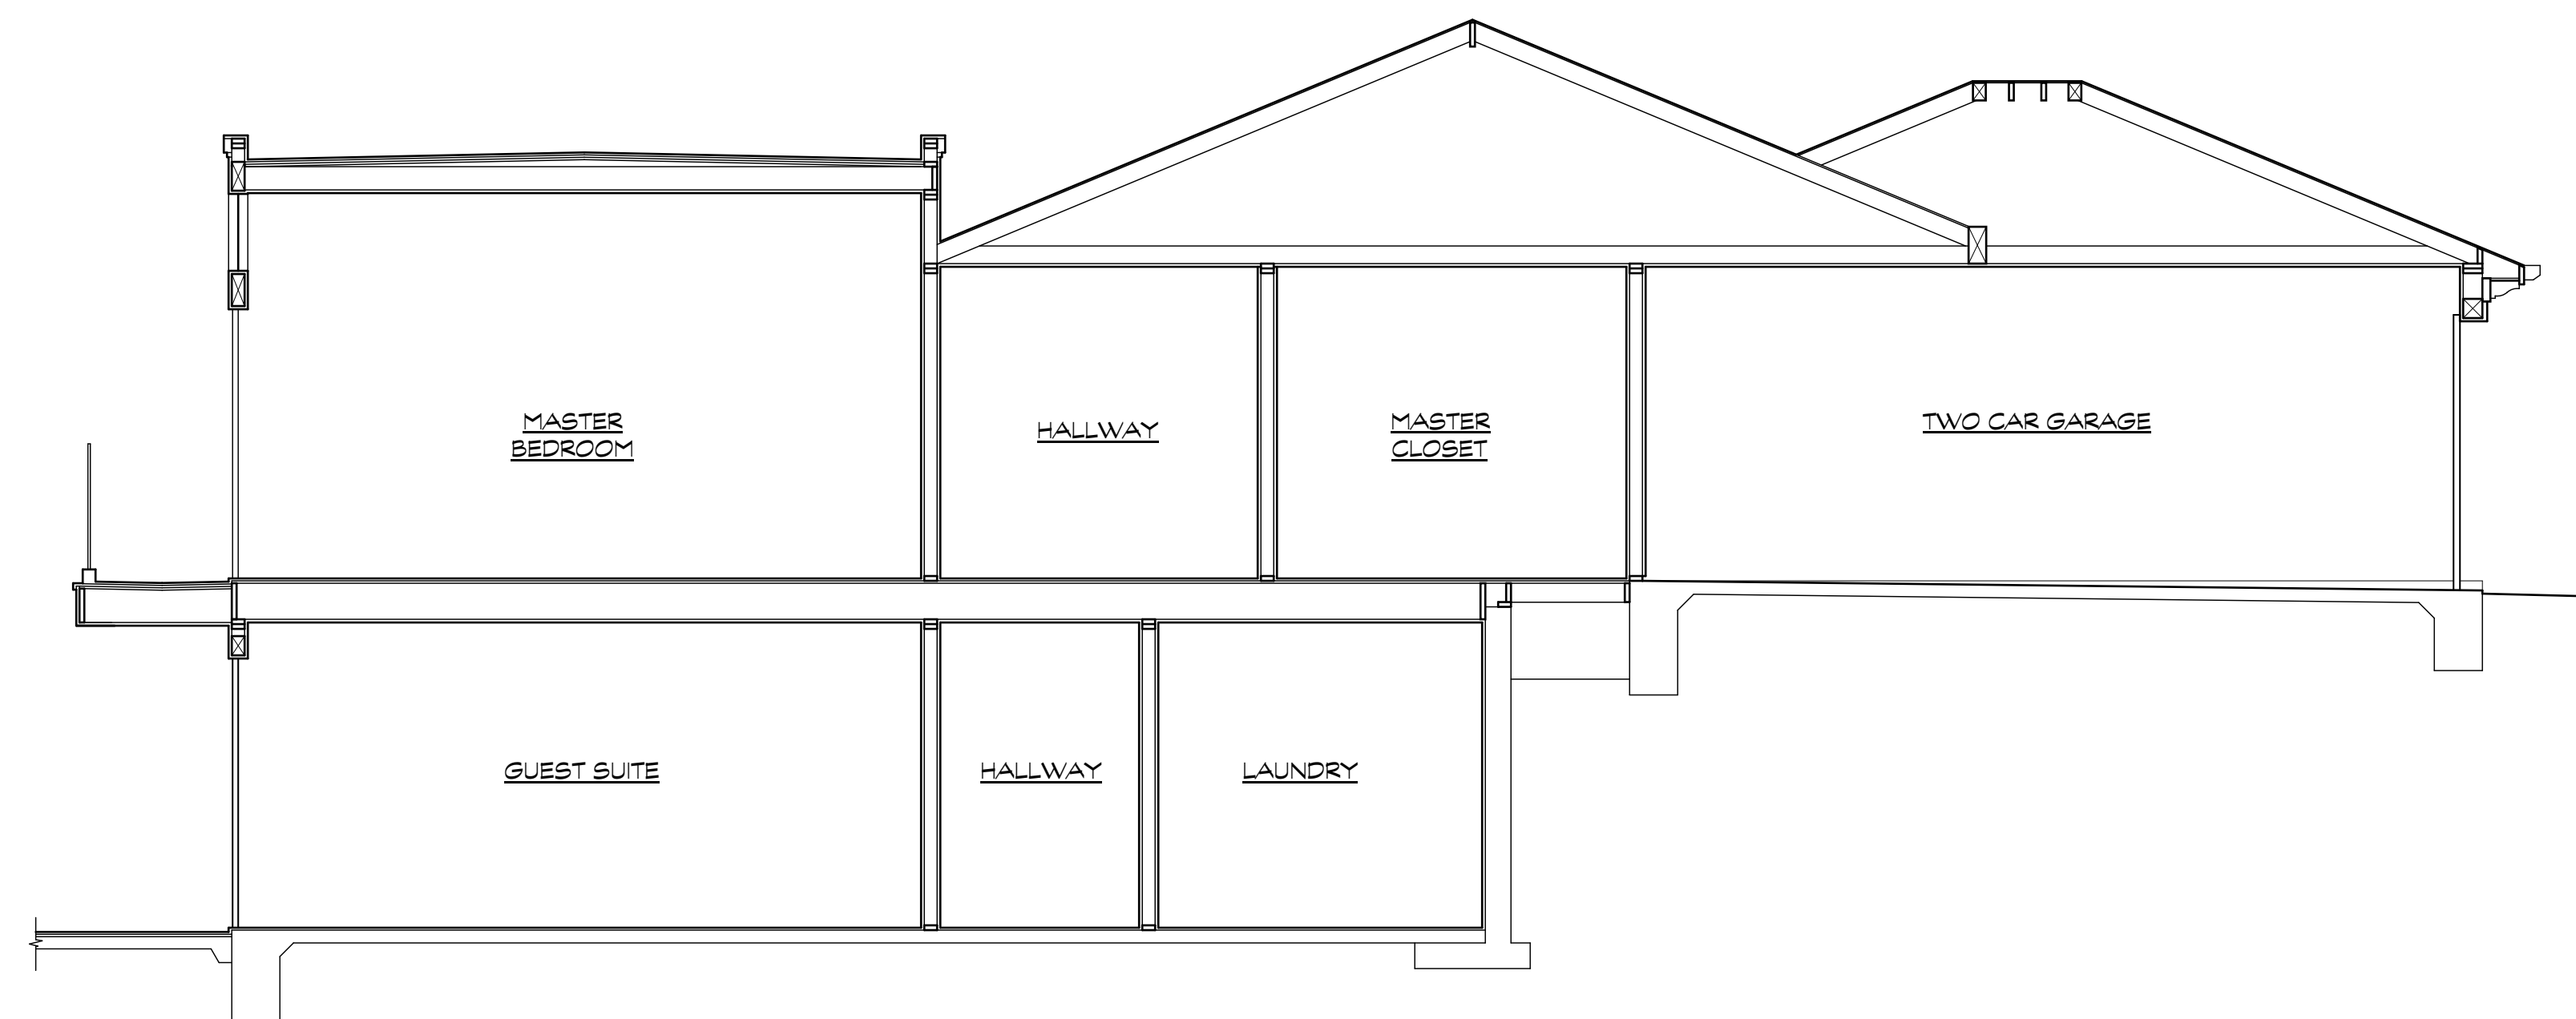 MASTER
BEDROOM
HALLWAY
MASTER
CLOSET
TWO CAR GARAGE
GUEST SUITE
HALLWAY
LAUNDRY